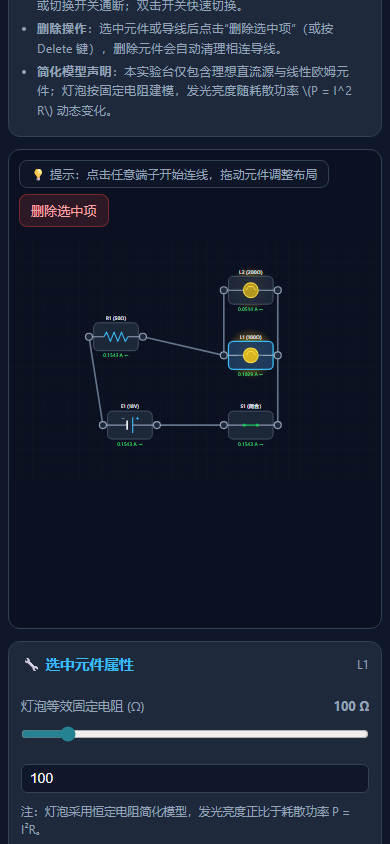 或切换开关通断；双击开关快速切换。
• 删除操作：选中元件或导线后点击“删除选中项”（或按
Delete 键），删除元件会自动清理相连导线。
• 简化模型声明：本实验台仅包含理想直流源与线性欧姆元
件；灯泡按固定电阻建模，发光亮度随耗散功率 \(P = I^2
R\) 动态变化。
💡 提示：点击任意端子开始连线，拖动元件调整布局
删除选中项
L2 (200Ω)
0.0514 A
R1 (50Ω)
0.1543 A
L1 (100Ω)
0.1029 A
E1 (18V)
− +
0.1543 A
S1 (闭合)
0.1543 A
🔧 选中元件属性 L1
灯泡等效固定电阻 (Ω) 100 Ω
100
注：灯泡采用恒定电阻简化模型，发光亮度正比于耗散功率 P =
I²R。